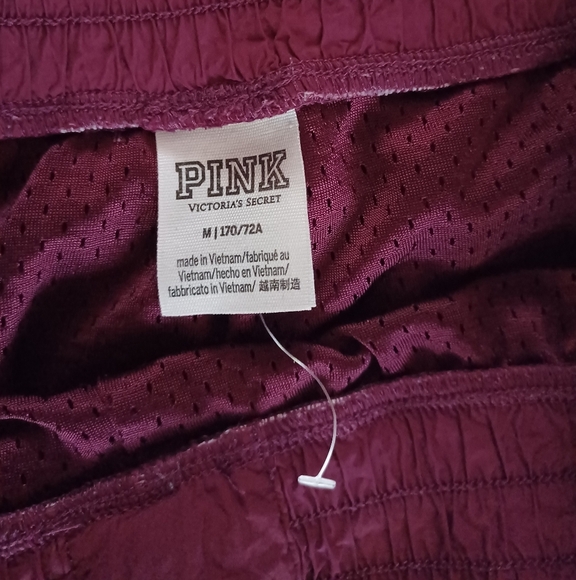 PINK
VICTORIA'S SECRET
M | 170/72A
made in Vietnam/fabriqué au
Vietnam/hecho en Vietnam/
fabbricato in Vietnam/ 越南制造